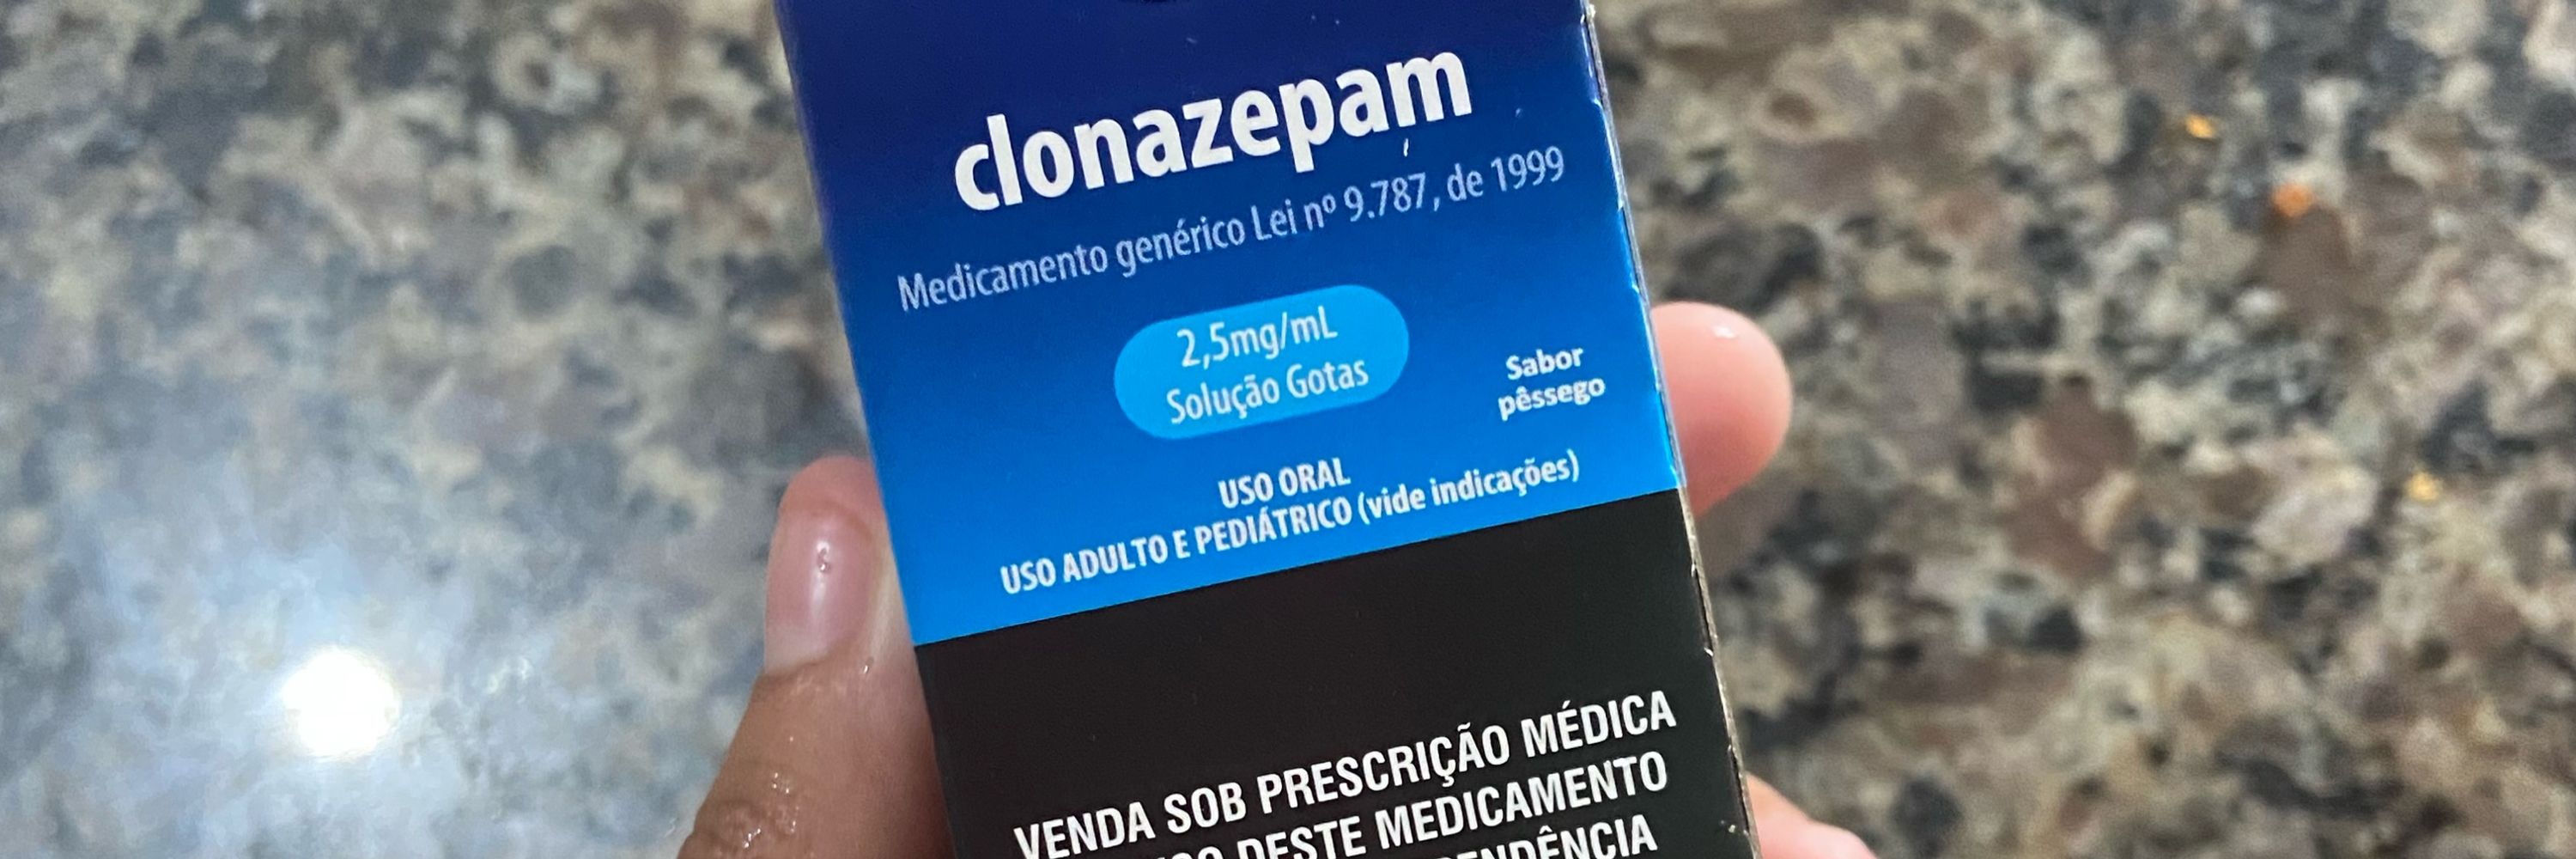 clonazepam
Medicamento genérico Lei nº 9.787, de 1999
2,5mg/mL
Solução Gotas
Sabor
pêssego
USO ORAL
USO ADULTO E PEDIÁTRICO (vide indicações)
VENDA SOB PRESCRIÇÃO MÉDICA
DESTE MEDICAMENTO